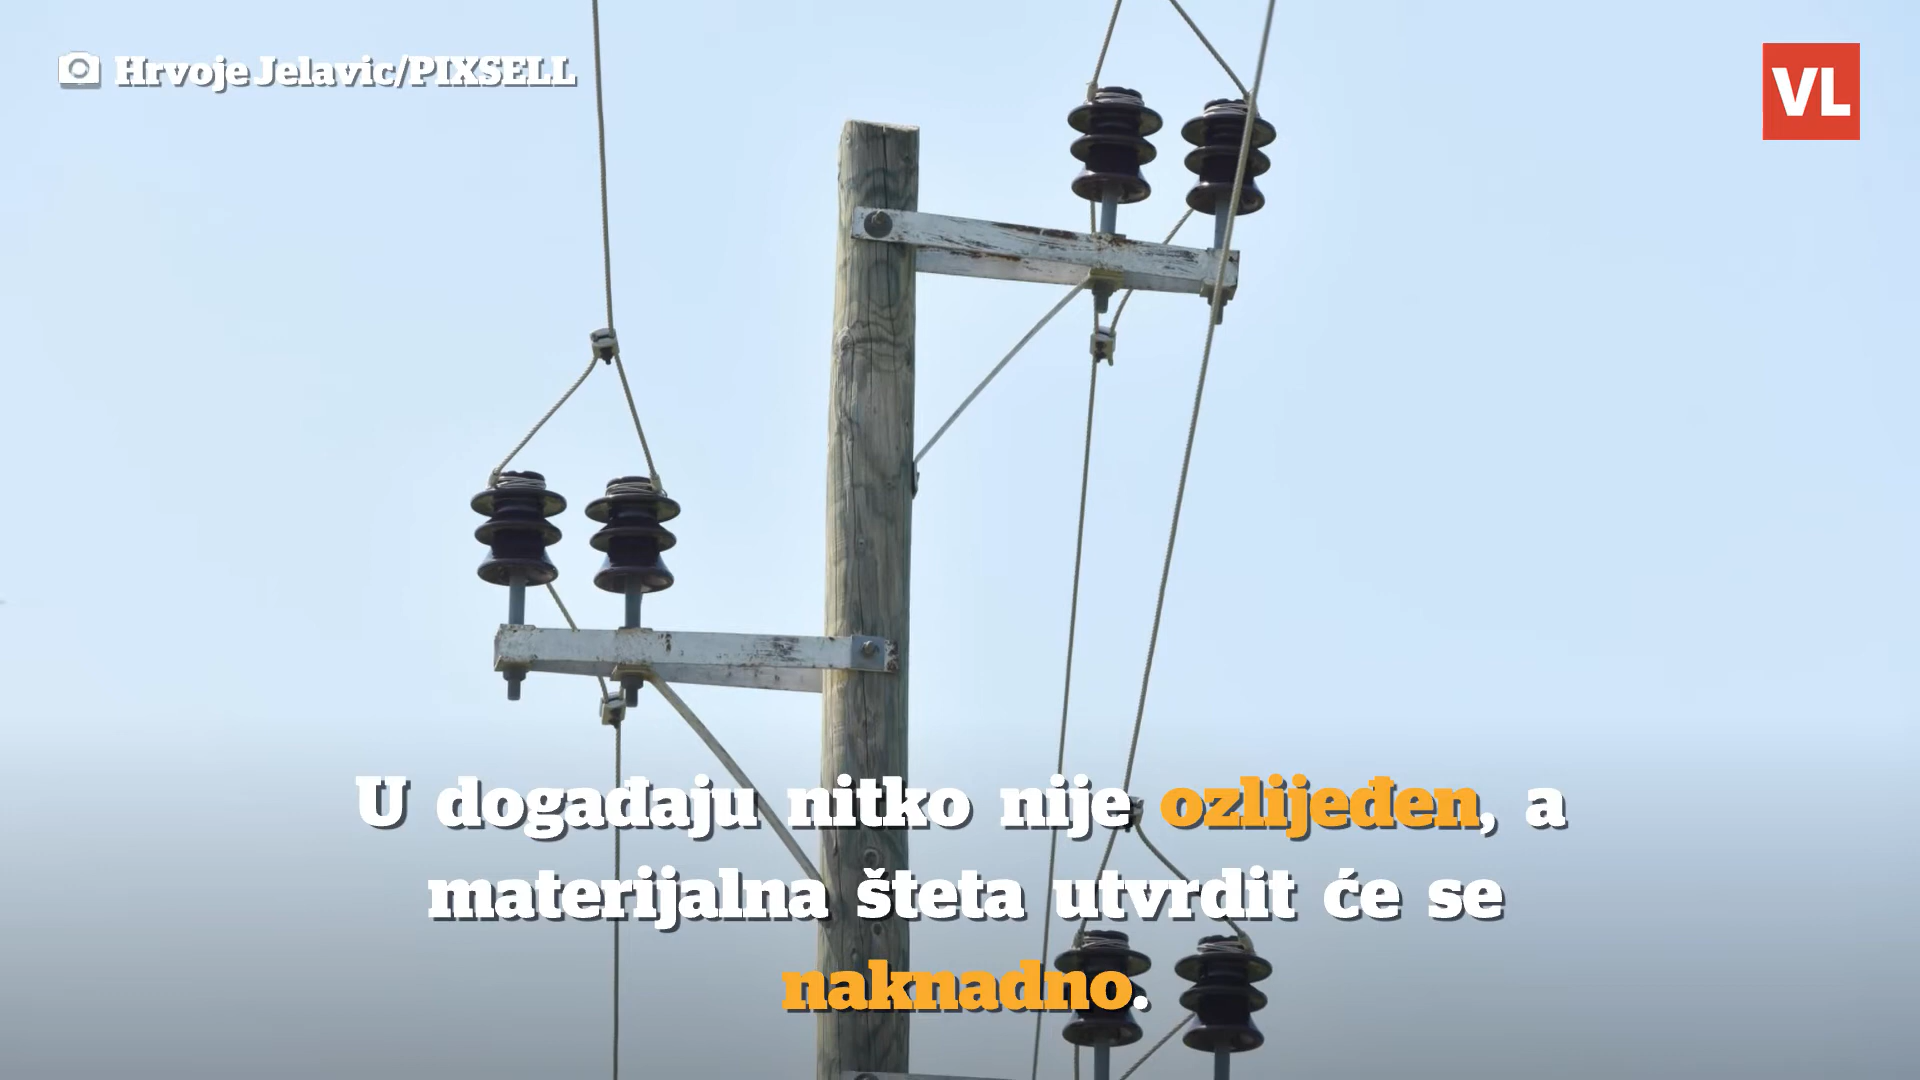 Hrvoje Jelavic/PIXSELL
VL
U događaju nitko nije ozlijeđen, a
materijalna šteta utvrdit će se
naknadno.